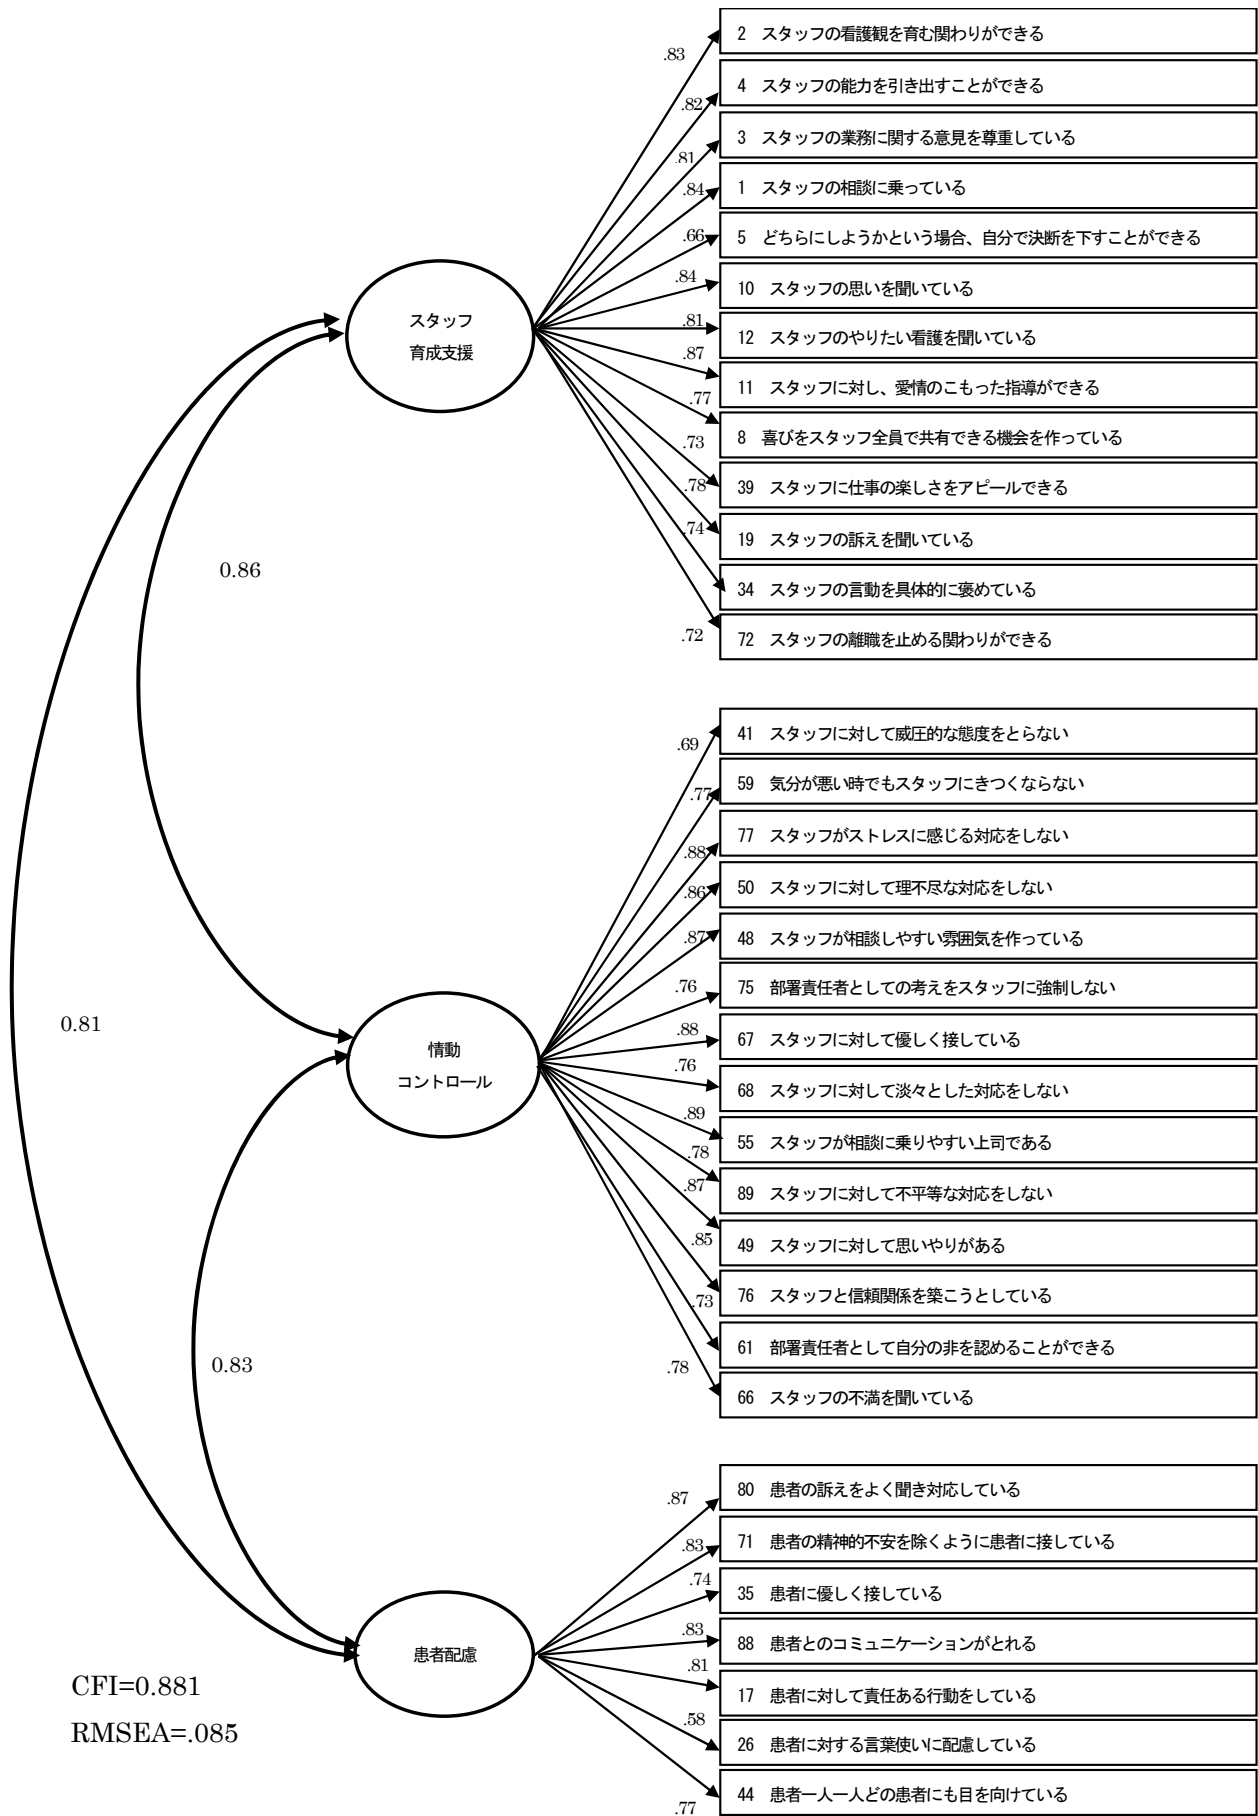 .83
2 スタッフの看護観を育む関わりができる
.82
4 スタッフの能力を引き出すことができる
.81
3 スタッフの業務に関する意見を尊重している
.84
1 スタッフの相談に乗っている
.66
5 どちらにしようかという場合、自分で決断を下すことができる
.84
10 スタッフの思いを聞いている
.81
12 スタッフのやりたい看護を聞いている
.87
11 スタッフに対し、愛情のこもった指導ができる
.77
8 喜びをスタッフ全員で共有できる機会を作っている
.73
39 スタッフに仕事の楽しさをアピールできる
.78
19 スタッフの訴えを聞いている
.74
34 スタッフの言動を具体的に褒めている
.72
72 スタッフの離職を止める関わりができる
スタッフ
育成支援
0.86
0.81
.69
41 スタッフに対して威圧的な態度をとらない
.77
59 気分が悪い時でもスタッフにきつくならない
.88
77 スタッフがストレスに感じる対応をしない
.86
50 スタッフに対して理不尽な対応をしない
.87
48 スタッフが相談しやすい雰囲気を作っている
.76
75 部署責任者としての考えをスタッフに強制しない
.88
67 スタッフに対して優しく接している
.76
68 スタッフに対して淡々とした対応をしない
.89
55 スタッフが相談に乗りやすい上司である
.78
89 スタッフに対して不平等な対応をしない
.87
49 スタッフに対して思いやりがある
.85
76 スタッフと信頼関係を築こうとしている
.73
61 部署責任者として自分の非を認めることができる
.78
66 スタッフの不満を聞いている
情動
コントロール
0.83
.87
80 患者の訴えをよく聞き対応している
.83
71 患者の精神的不安を除くように患者に接している
.74
35 患者に優しく接している
.83
88 患者とのコミュニケーションがとれる
.81
17 患者に対して責任ある行動をしている
.58
26 患者に対する言葉使いに配慮している
.77
44 患者一人一人どの患者にも目を向けている
患者配慮
CFI=0.881
RMSEA=.085